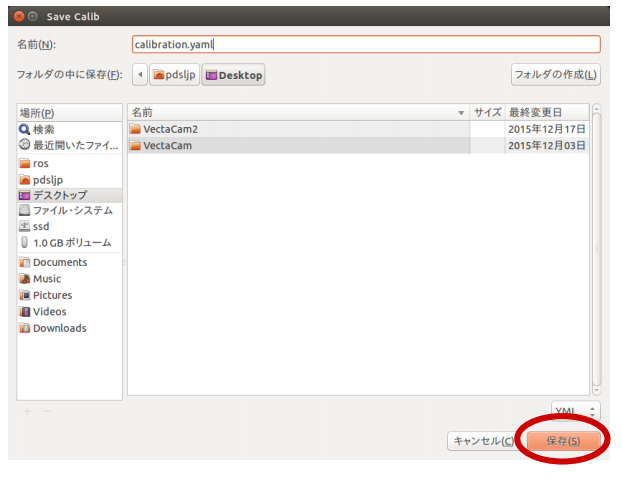 Save Calib
名前(N):
calibration.yaml
フォルダの中に保存(F):
pdsljp
Desktop
フォルダの作成(L)
場所(P)
検索
最近開いたファイ...
ros
pdsljp
デスクトップ
ファイル・システム
ssd
1.0 GB ボリューム
Documents
Music
Pictures
Videos
Downloads
名前 サイズ 最終変更日
VectaCam2 2015年12月17日
VectaCam 2015年12月03日
XML
キャンセル(C)
保存(S)